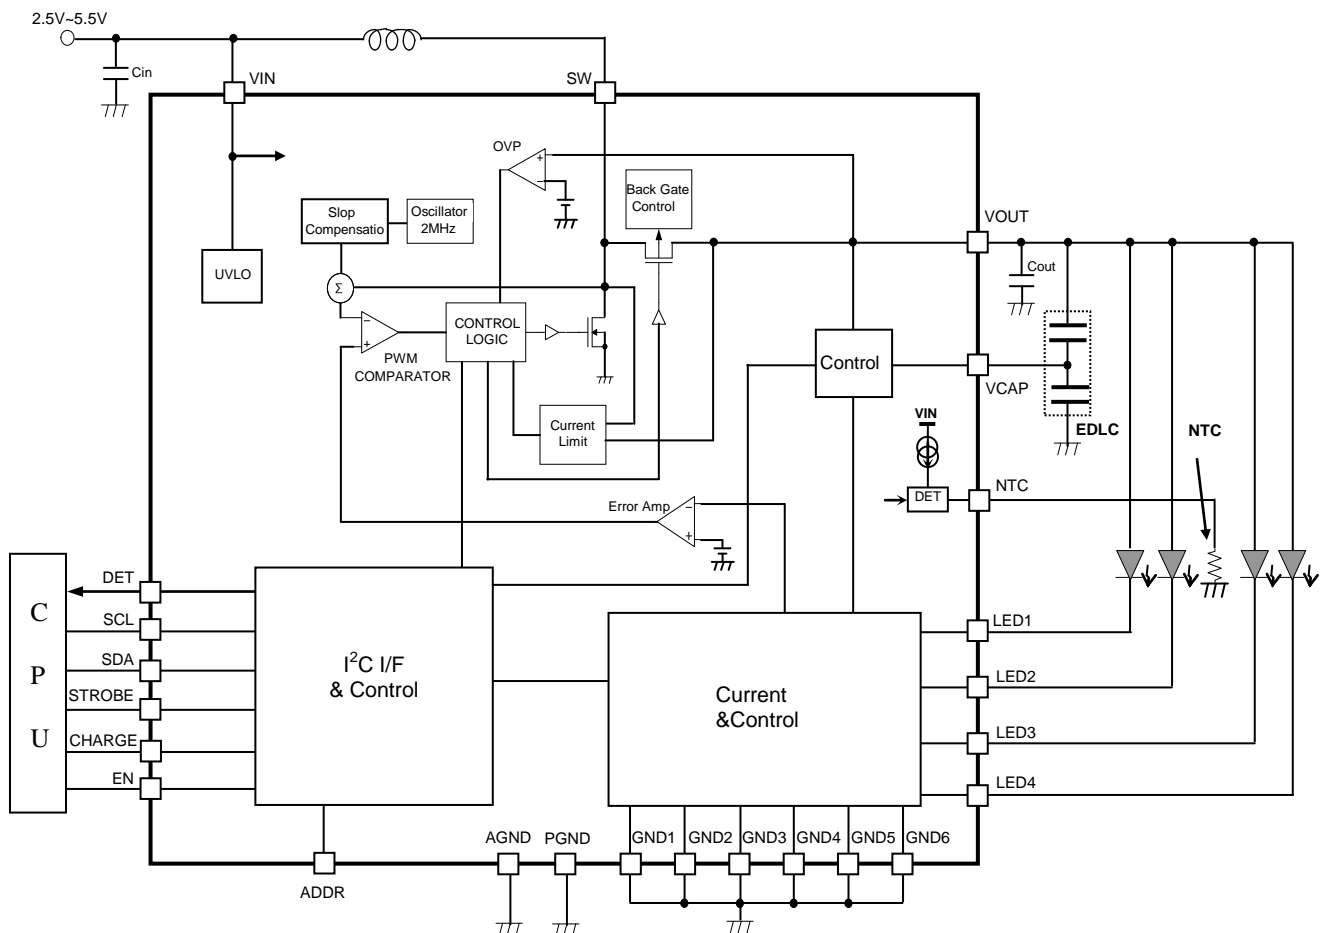 2.5V~5.5V
Cin
VIN
SW
OVP
+
−
Back Gate
Control
Slop
Compensatio
Oscillator
2MHz
VOUT
UVLO
Σ
Cout
−
+
CONTROL
LOGIC
PWM
COMPARATOR
Control
VCAP
Current
Limit
VIN
EDLC
NTC
DET
NTC
Error Amp
−
+
C
P
U
DET
SCL
SDA
STROBE
CHARGE
EN
I²C I/F
& Control
Current
&Control
LED1
LED2
LED3
LED4
AGND
PGND
GND1
GND2
GND3
GND4
GND5
GND6
ADDR